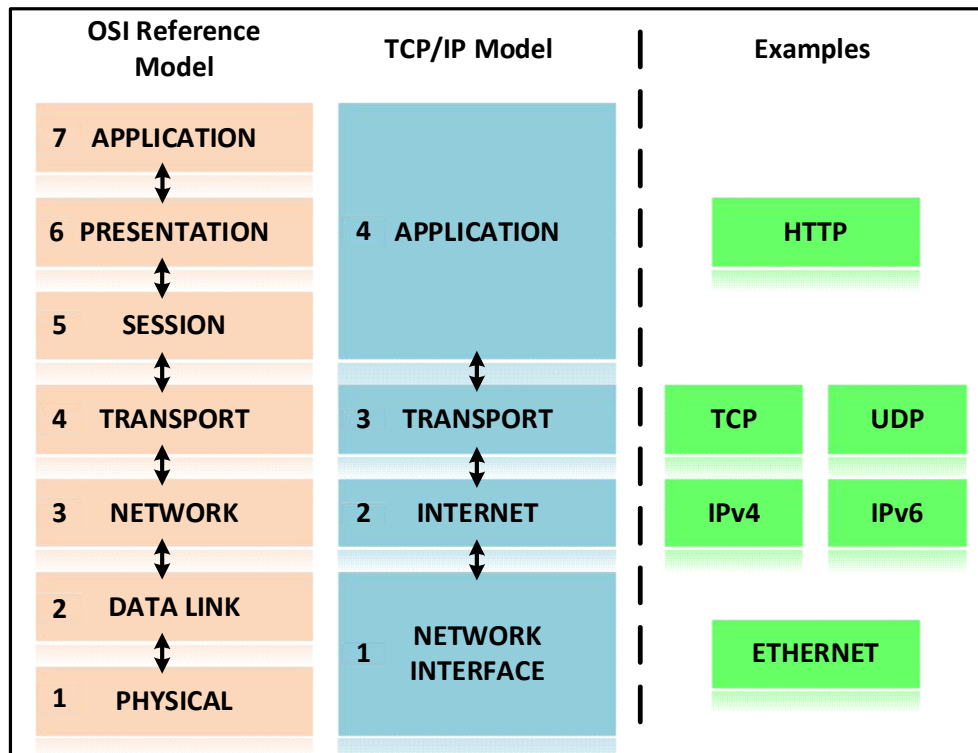 OSI Reference
Model
TCP/IP Model
Examples
7 APPLICATION
6 PRESENTATION
5 SESSION
4 TRANSPORT
3 NETWORK
2 DATA LINK
1 PHYSICAL
4 APPLICATION
3 TRANSPORT
2 INTERNET
1 NETWORK
INTERFACE
HTTP
TCP UDP
IPv4 IPv6
ETHERNET